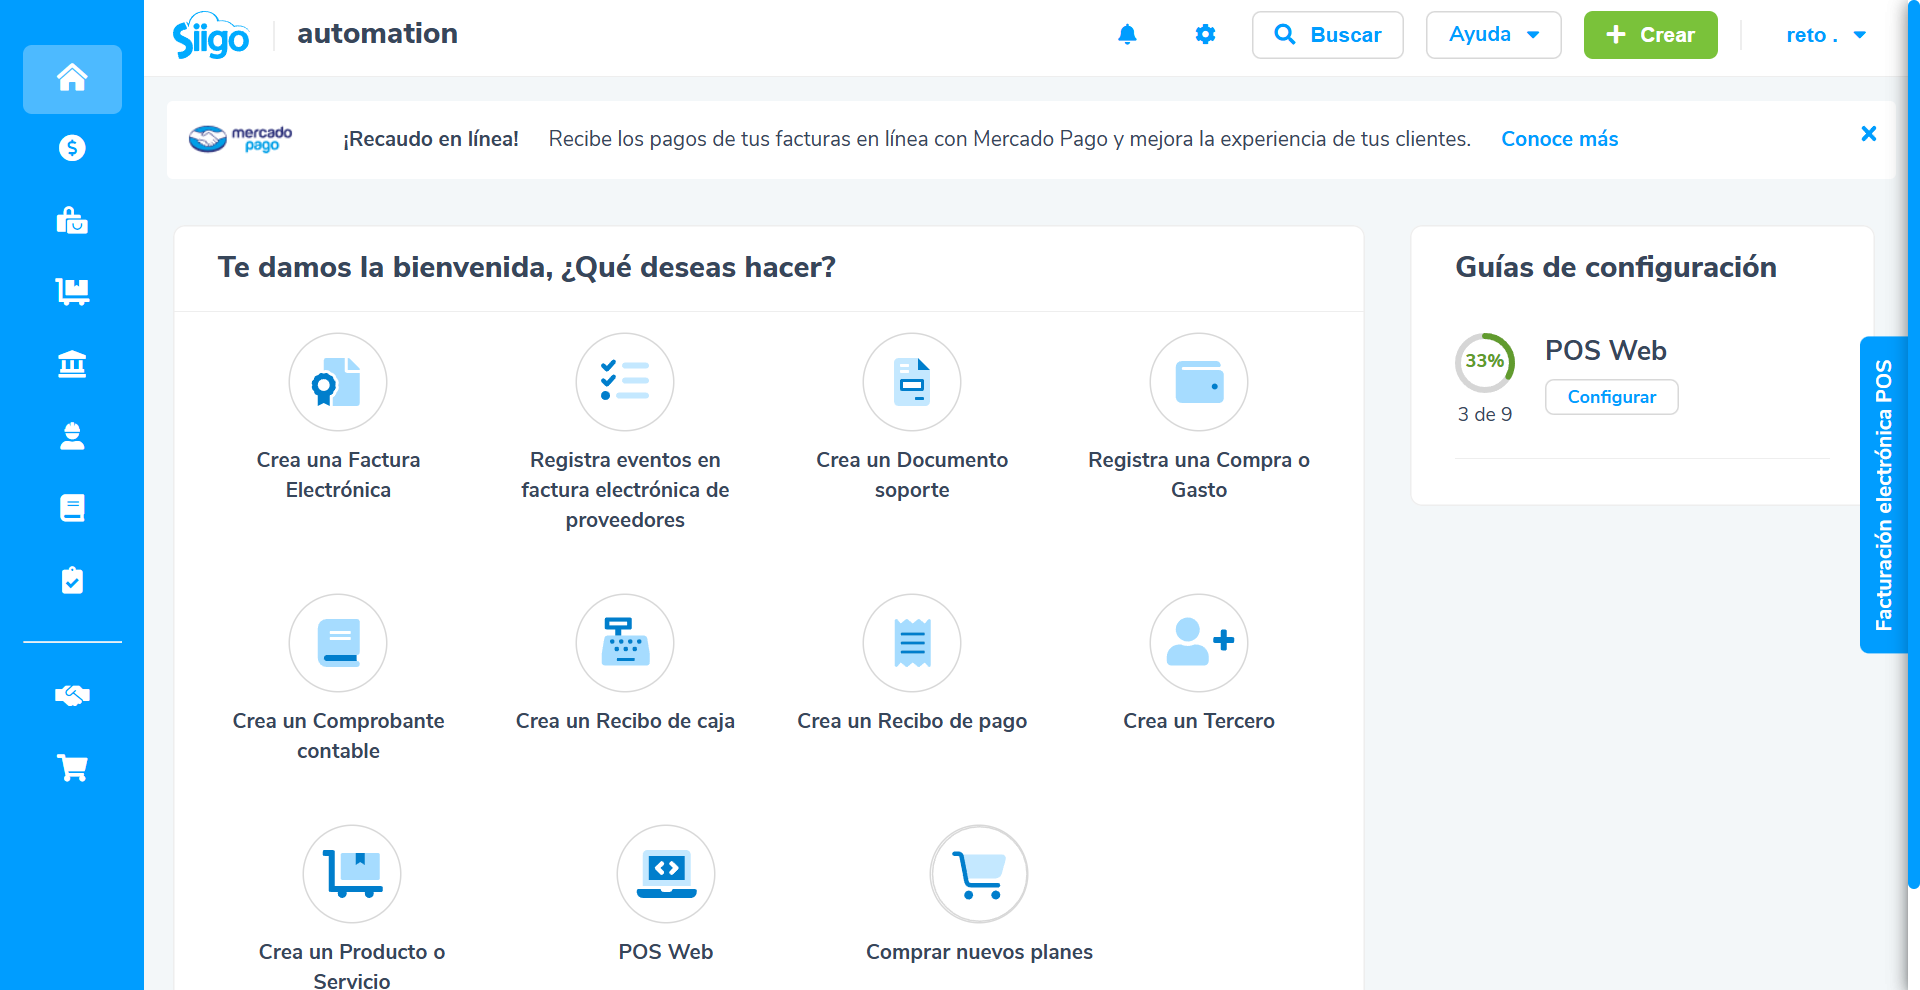 Siigo
automation
Buscar
Ayuda
Crear
reto .
mercado
pago
¡Recaudo en línea! Recibe los pagos de tus facturas en línea con Mercado Pago y mejora la experiencia de tus clientes. Conoce más
Te damos la bienvenida, ¿Qué deseas hacer?
Crea una Factura
Electrónica
Registra eventos en
factura electrónica de
proveedores
Crea un Documento
soporte
Registra una Compra o
Gasto
Crea un Comprobante
contable
Crea un Recibo de caja
Crea un Recibo de pago
Crea un Tercero
Crea un Producto o
Servicio
POS Web
Comprar nuevos planes
Guías de configuración
33%
3 de 9
POS Web
Configurar
Facturación electrónica POS